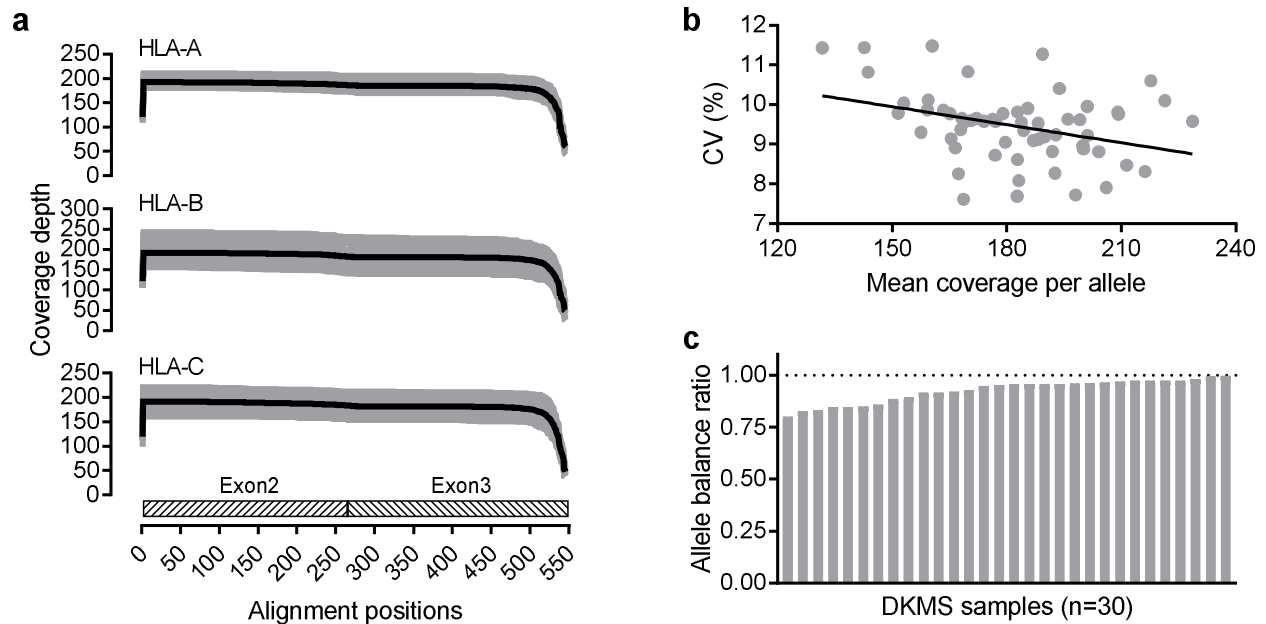 a
HLA-A
250
200
150
100
50
0
HLA-B
300
250
200
150
100
50
0
HLA-C
250
200
150
100
50
0
Coverage depth
Exon2 Exon3
0 50 100 150 200 250 300 350 400 450 500 550
Alignment positions
b
12
11
10
9
8
7
CV (%)
120 150 180 210 240
Mean coverage per allele
c
1.00
0.75
0.50
0.25
0.00
Allele balance ratio
DKMS samples (n=30)